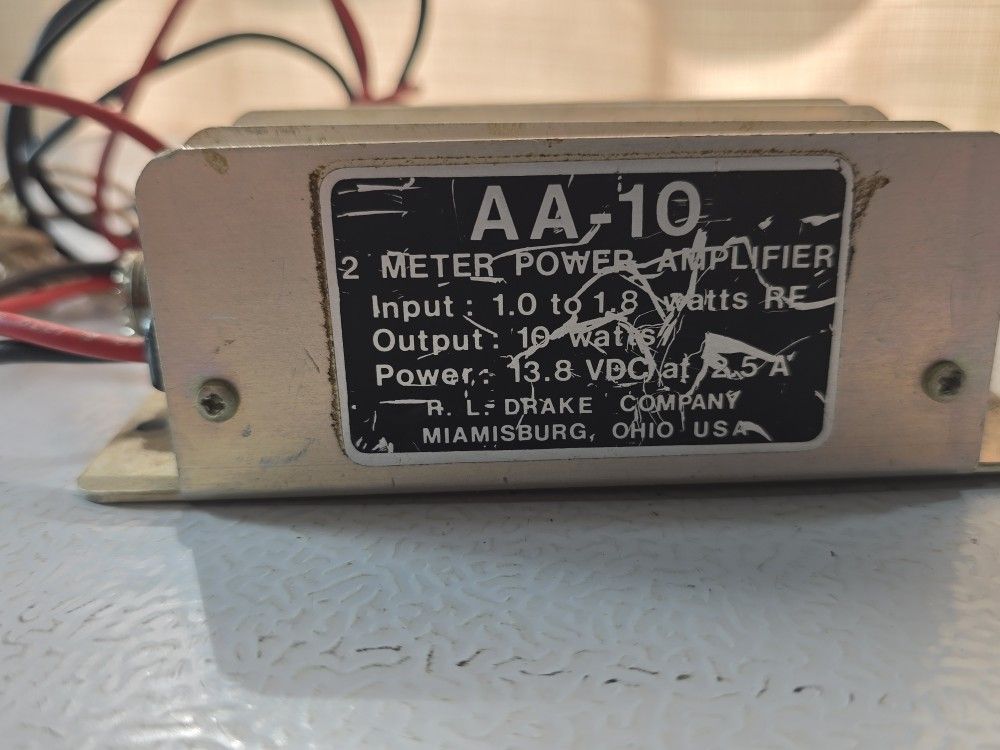 AA-10
2 METER POWER AMPLIFIER
Input: 1.0 to 1.8 watts RF
Output: 10 watts
Power: 13.8 VDC at 2.5 A
R. L. DRAKE COMPANY
MIAMISBURG, OHIO USA